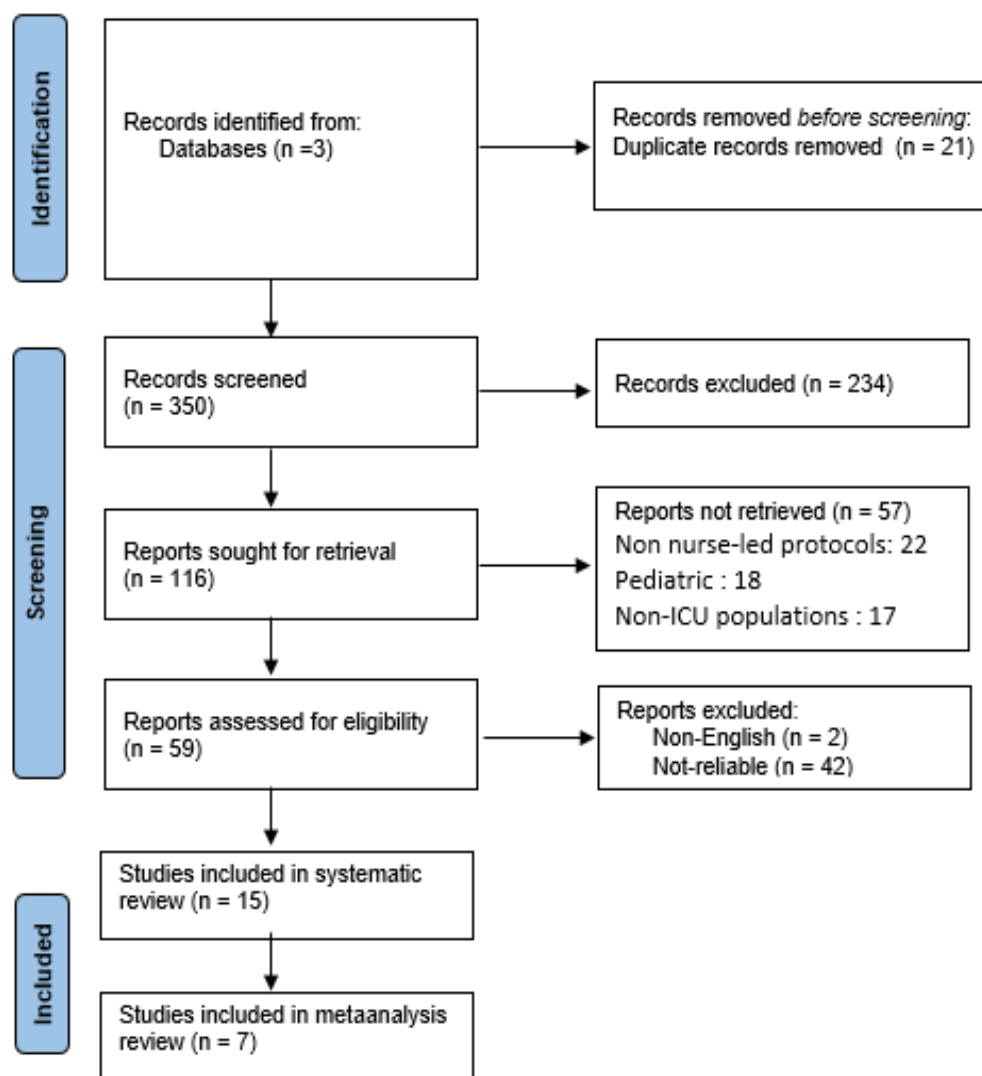 Identification
Records identified from:
Databases (n =3)
Records removed before screening:
Duplicate records removed (n = 21)
Screening
Records screened
(n = 350)
Records excluded (n = 234)
Reports sought for retrieval
(n = 116)
Reports not retrieved (n = 57)
Non nurse-led protocols: 22
Pediatric : 18
Non-ICU populations : 17
Reports assessed for eligibility
(n = 59)
Reports excluded:
Non-English (n = 2)
Not-reliable (n = 42)
Included
Studies included in systematic
review (n = 15)
Studies included in metaanalysis
review (n = 7)